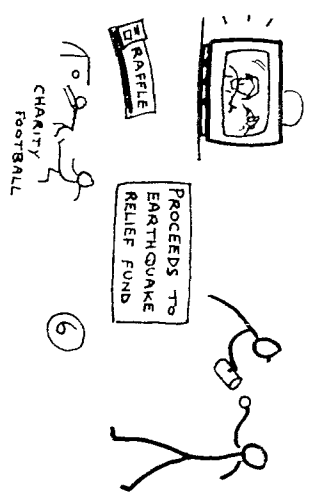 RAFFLE
CHARITY
FOOTBALL
PROCEEDS TO
EARTHQUAKE
RELIEF FUND
6